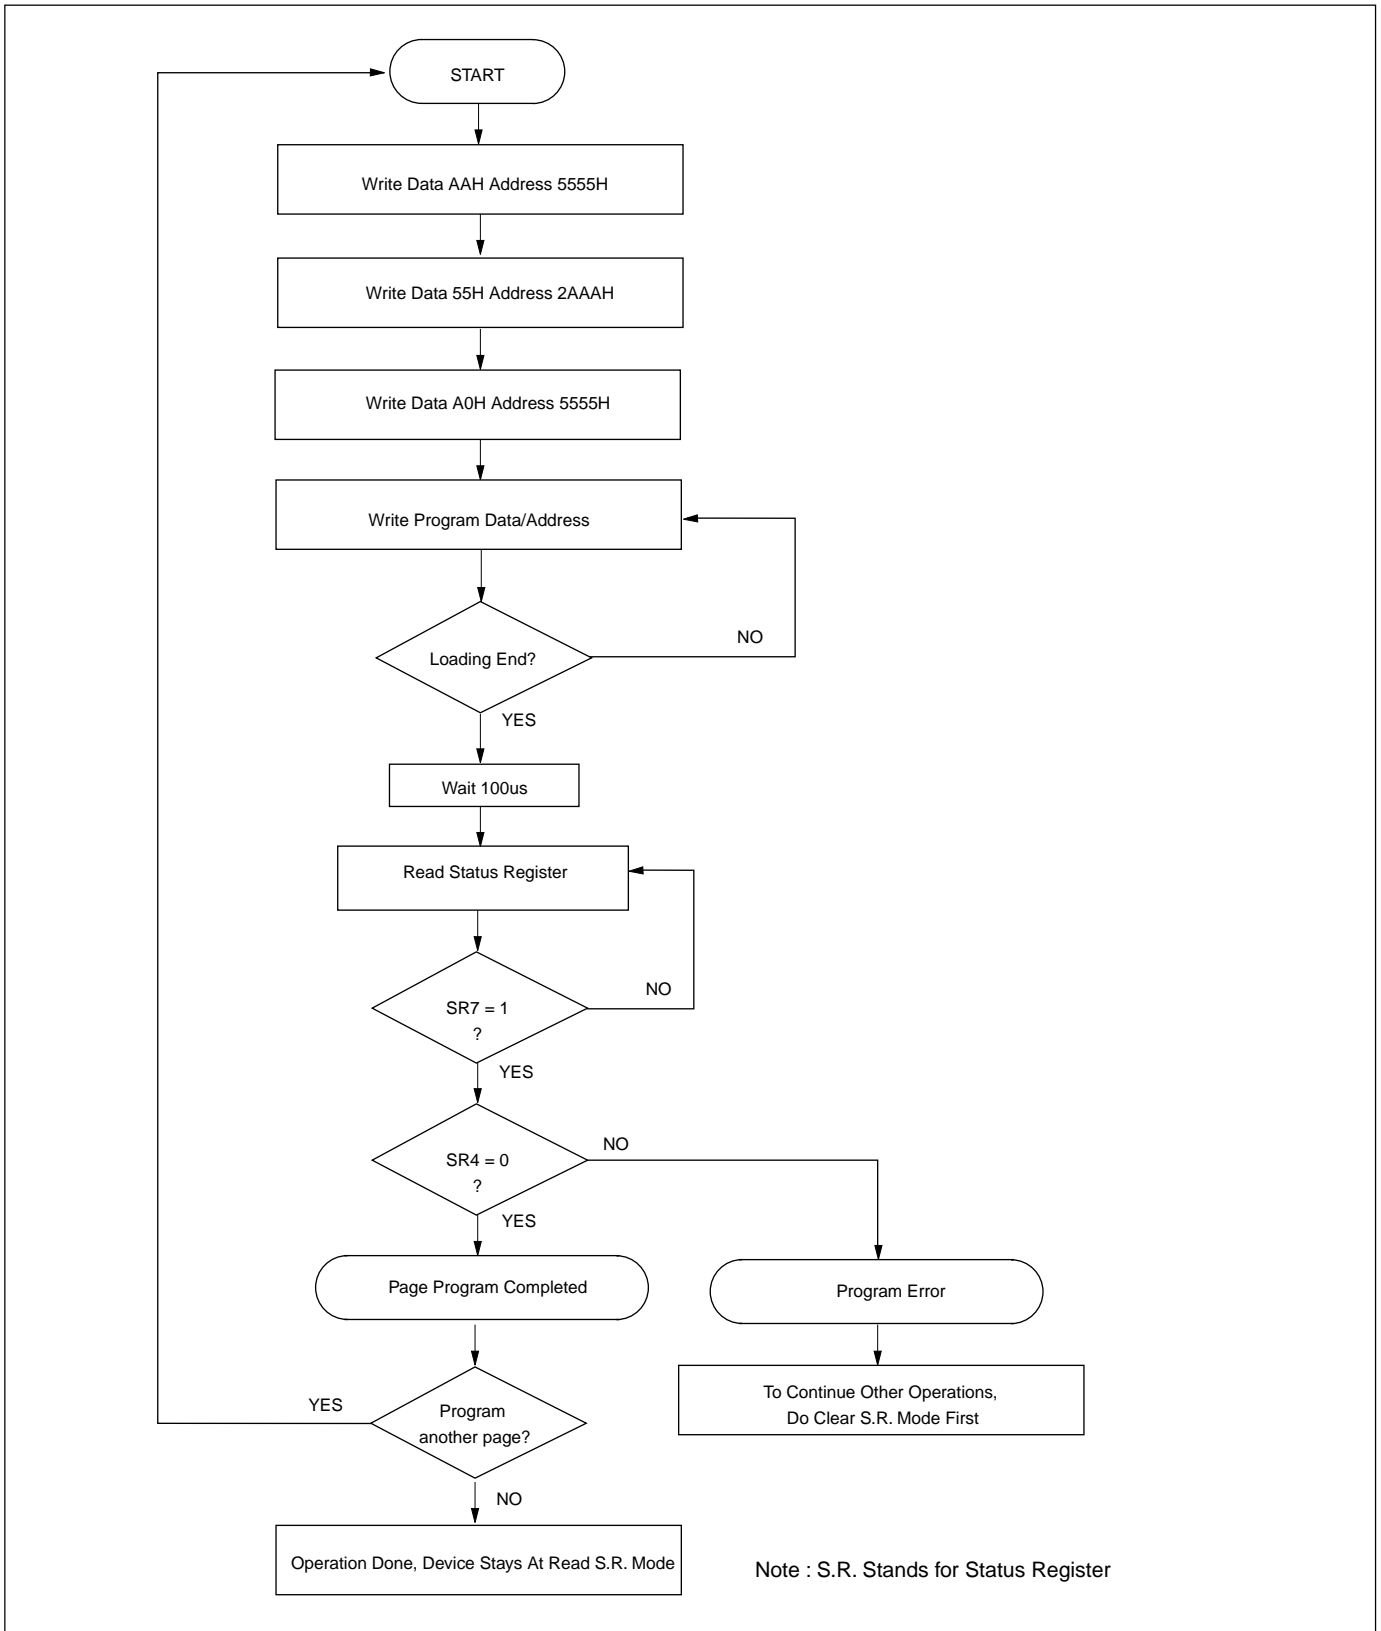 START
Write Data AAH Address 5555H
Write Data 55H Address 2AAAH
Write Data A0H Address 5555H
Write Program Data/Address
NO
Loading End?
YES
Wait 100us
Read Status Register
NO
SR7 = 1
?
YES
NO
SR4 = 0
?
YES
Page Program Completed
Program Error
To Continue Other Operations,
Do Clear S.R. Mode First
YES
Program
another page?
NO
Operation Done, Device Stays At Read S.R. Mode
Note : S.R. Stands for Status Register